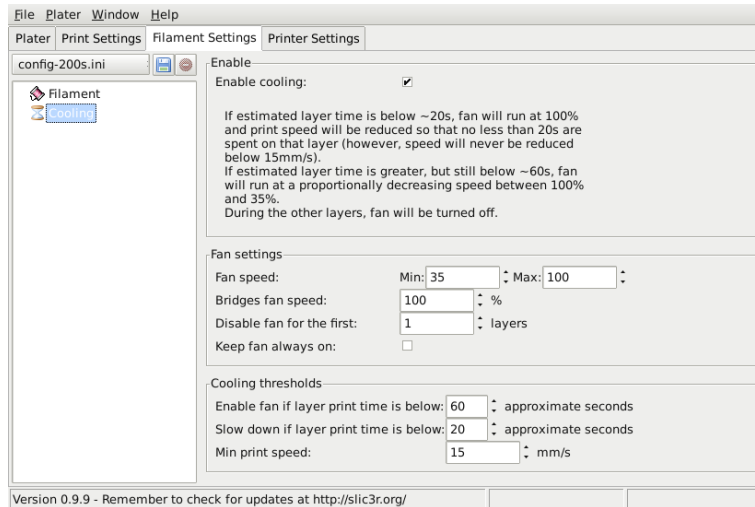 File Plater Window Help
Plater Print Settings Filament Settings Printer Settings
config-200s.ini
Filament
Cooling
Enable
Enable cooling:
If estimated layer time is below ~20s, fan will run at 100%
and print speed will be reduced so that no less than 20s are
spent on that layer (however, speed will never be reduced
below 15mm/s).
If estimated layer time is greater, but still below ~60s, fan
will run at a proportionally decreasing speed between 100%
and 35%.
During the other layers, fan will be turned off.
Fan settings
Fan speed: Min: 35 Max: 100
Bridges fan speed: 100 %
Disable fan for the first: 1 layers
Keep fan always on:
Cooling thresholds
Enable fan if layer print time is below: 60 approximate seconds
Slow down if layer print time is below: 20 approximate seconds
Min print speed: 15 mm/s
Version 0.9.9 - Remember to check for updates at http://slic3r.org/